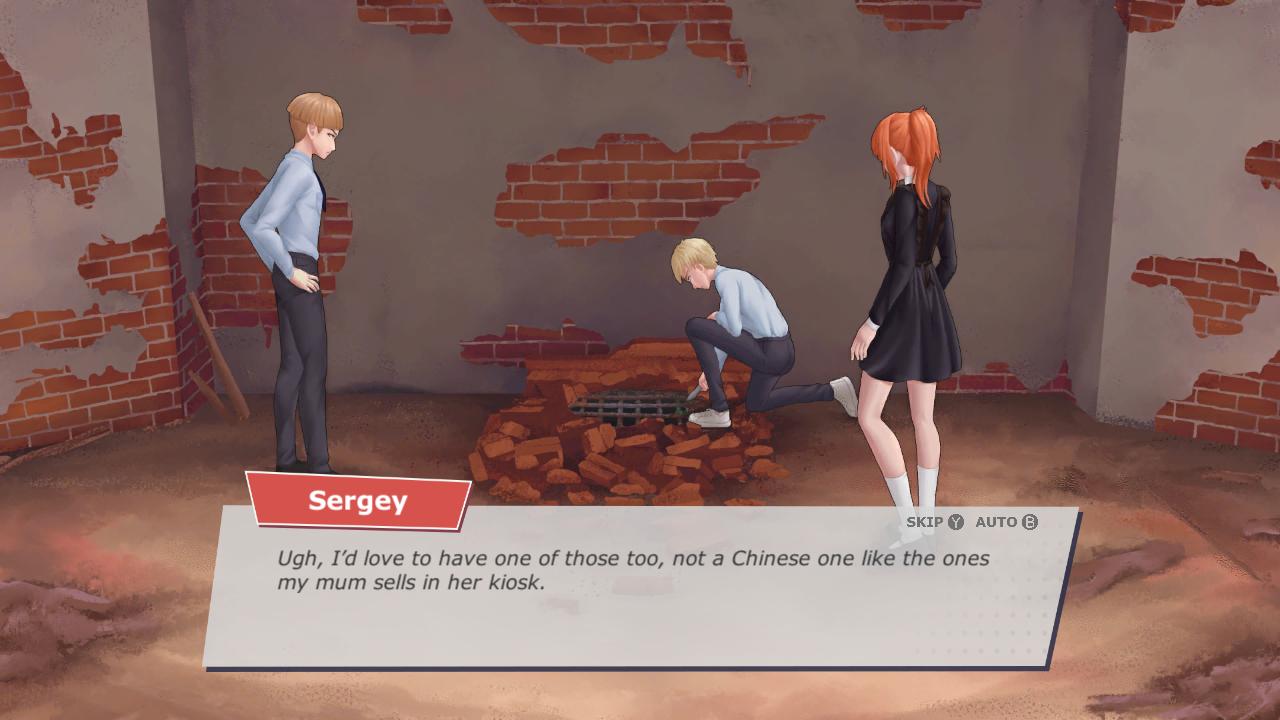 Sergey
SKIP Y AUTO B
Ugh, I’d love to have one of those too, not a Chinese one like the ones
my mum sells in her kiosk.